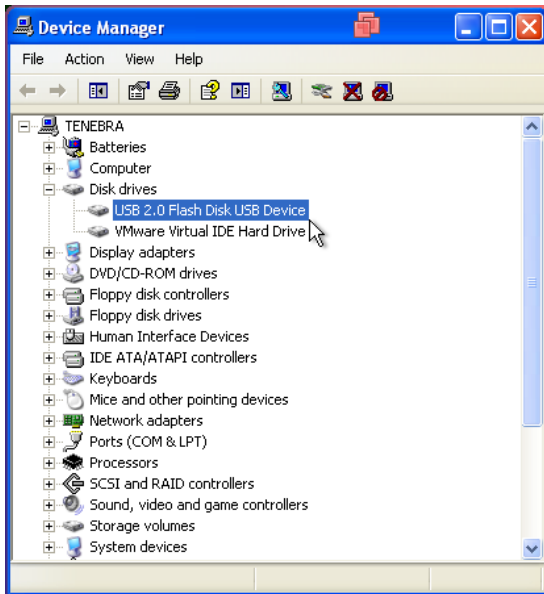 Device Manager
File Action View Help
TENEBRA
Batteries
Computer
Disk drives
USB 2.0 Flash Disk USB Device
VMware Virtual IDE Hard Drive
Display adapters
DVD/CD-ROM drives
Floppy disk controllers
Floppy disk drives
Human Interface Devices
IDE ATA/ATAPI controllers
Keyboards
Mice and other pointing devices
Network adapters
Ports (COM & LPT)
Processors
SCSI and RAID controllers
Sound, video and game controllers
Storage volumes
System devices